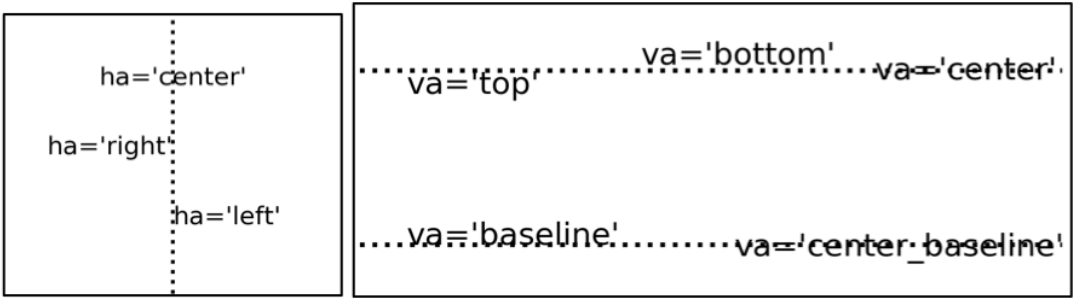 ha='center'
ha='right'
ha='left'
va='bottom'
va='top'
va='center'
va='baseline'
va='center_baseline'